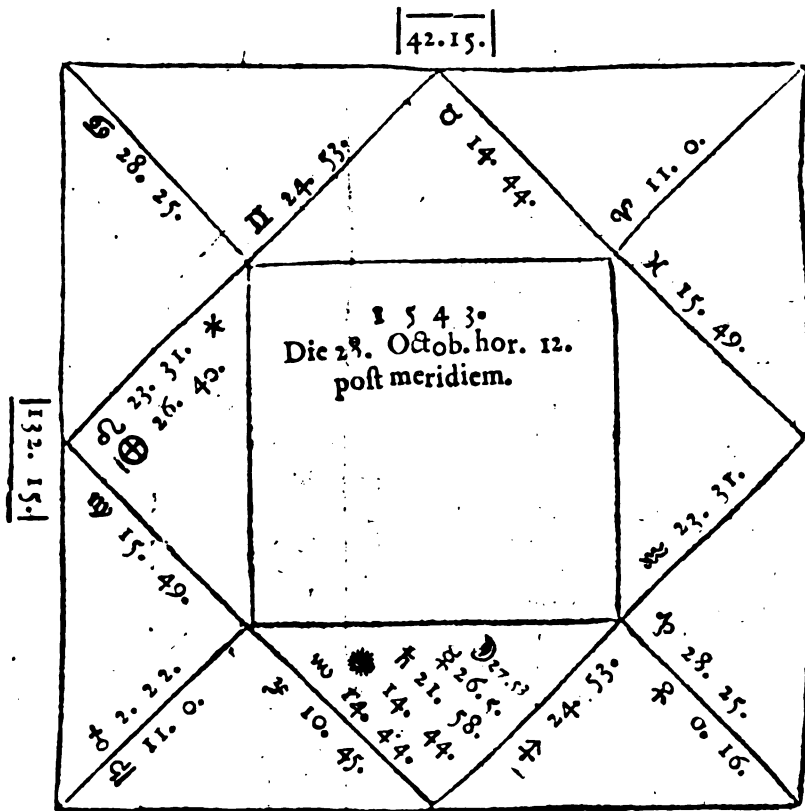 42.15.
♉ 14. 44.
♈ 11. 0.
♋ 28. 25.
♊ 24. 53.
♓ 15. 49.
1 5 4 3.
Die 28. Octob. hor. 12.
poſt meridiem.
♌ 23. 31. ✶
⊕ 26. 40.
132. 15.
♍ 15. 49.
♒ 23. 31.
♂ 2. 22.
♎ 11. 0.
♃ 10. 45.
♏ 14. 44.
☉ 14. 44.
♄ 21. 58.
☿ 26. 5.
☽ 27. 53
♐ 24. 53.
♑ 28. 25.
♀ 0. 16.